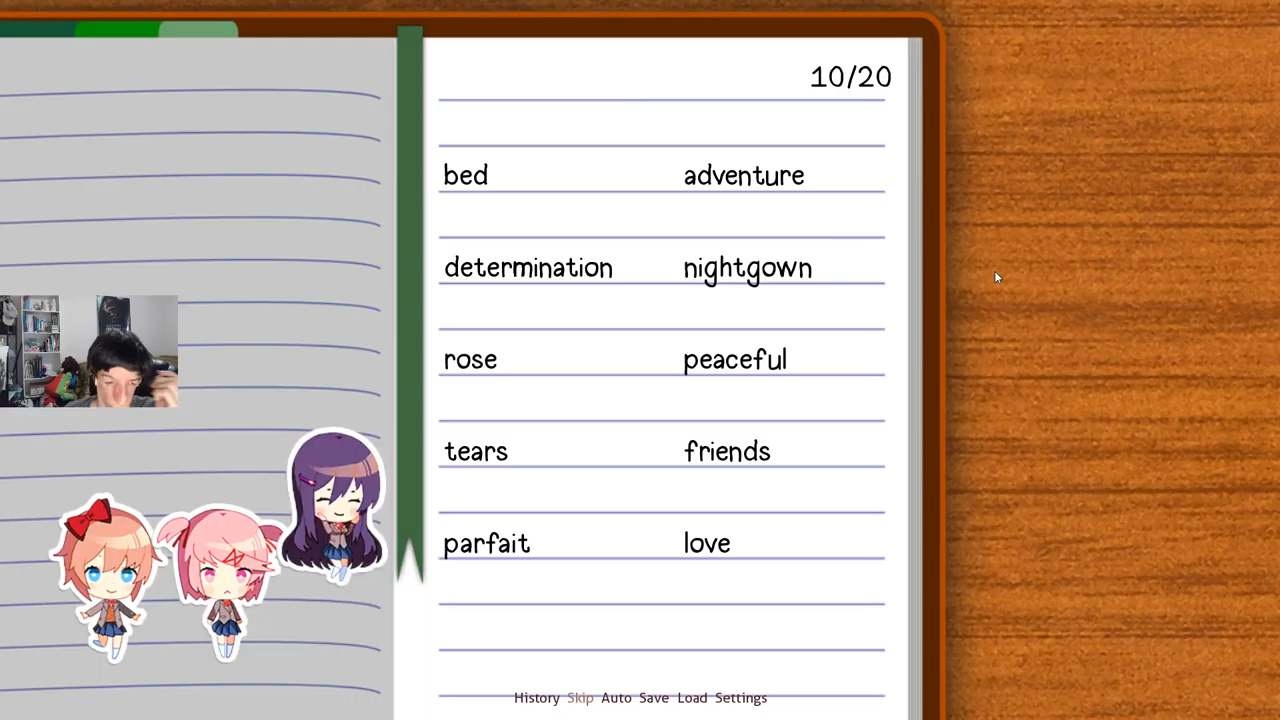 10/20
bed adventure
determination nightgown
rose peaceful
tears friends
parfait love
History Skip Auto Save Load Settings